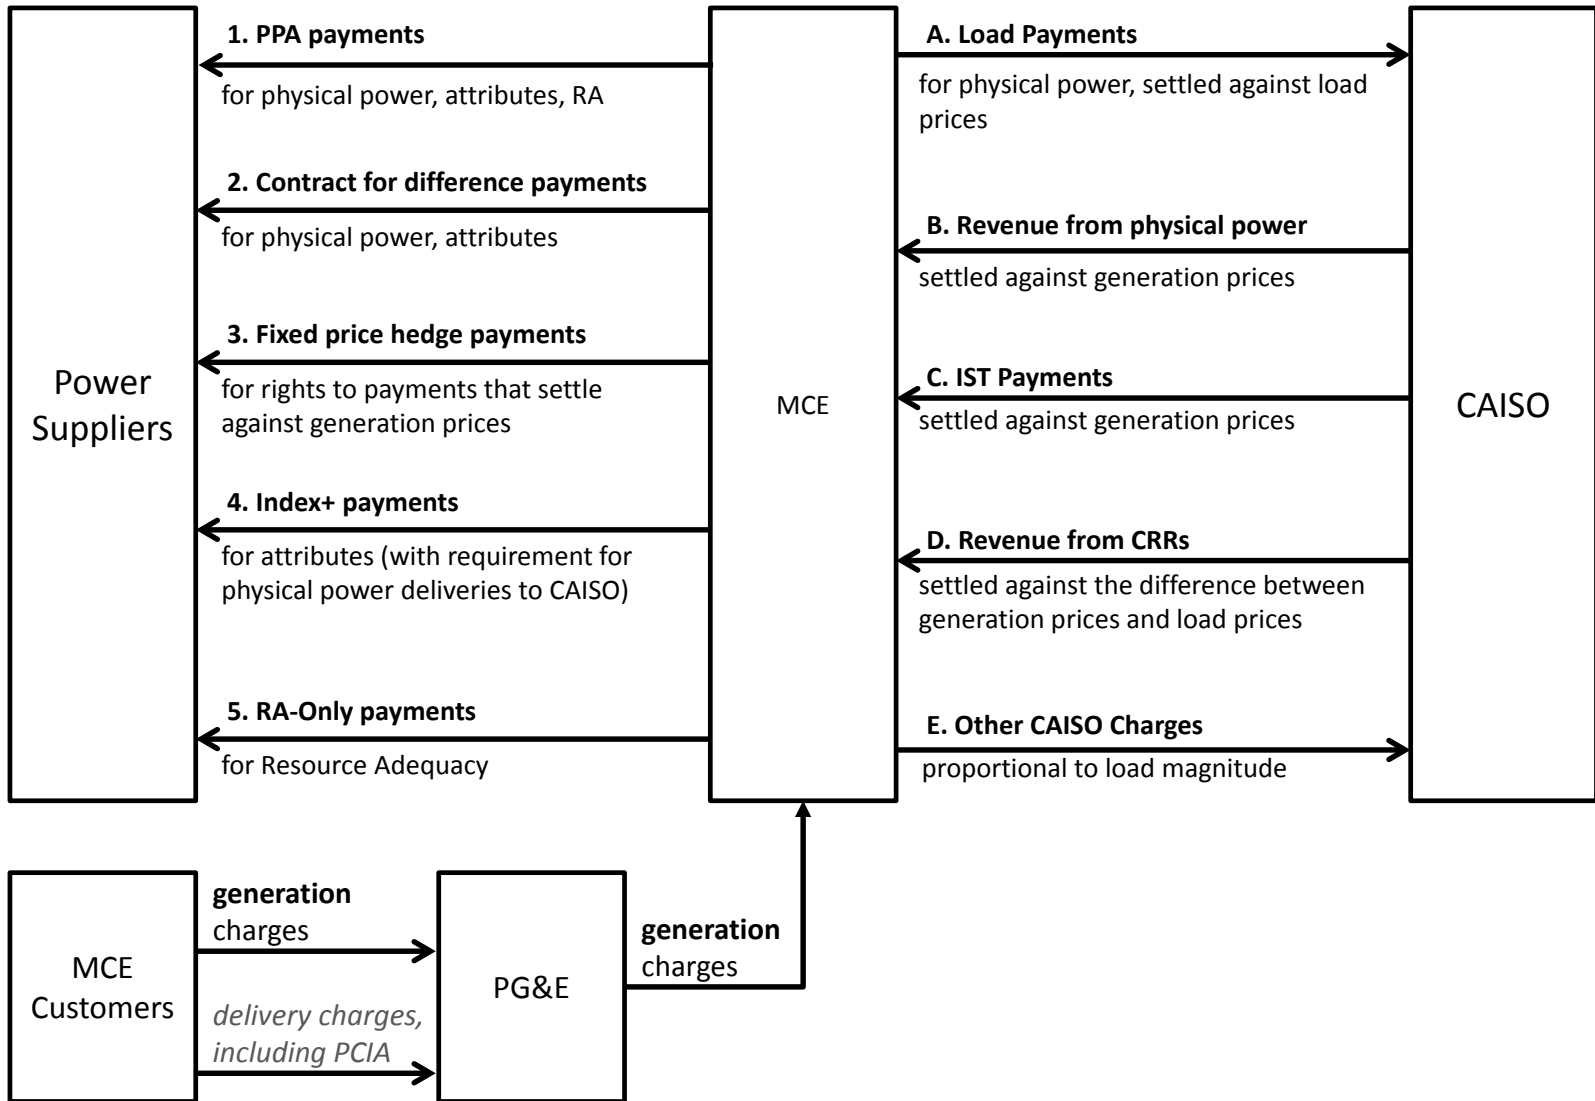 1. PPA payments
for physical power, attributes, RA
2. Contract for difference payments
for physical power, attributes
3. Fixed price hedge payments
for rights to payments that settle
against generation prices
4. Index+ payments
for attributes (with requirement for
physical power deliveries to CAISO)
5. RA-Only payments
for Resource Adequacy
Power
Suppliers
MCE
A. Load Payments
for physical power, settled against load
prices
B. Revenue from physical power
settled against generation prices
C. IST Payments
settled against generation prices
D. Revenue from CRRs
settled against the difference between
generation prices and load prices
E. Other CAISO Charges
proportional to load magnitude
CAISO
MCE
Customers
generation
charges
delivery charges,
including PCIA
PG&E
generation
charges